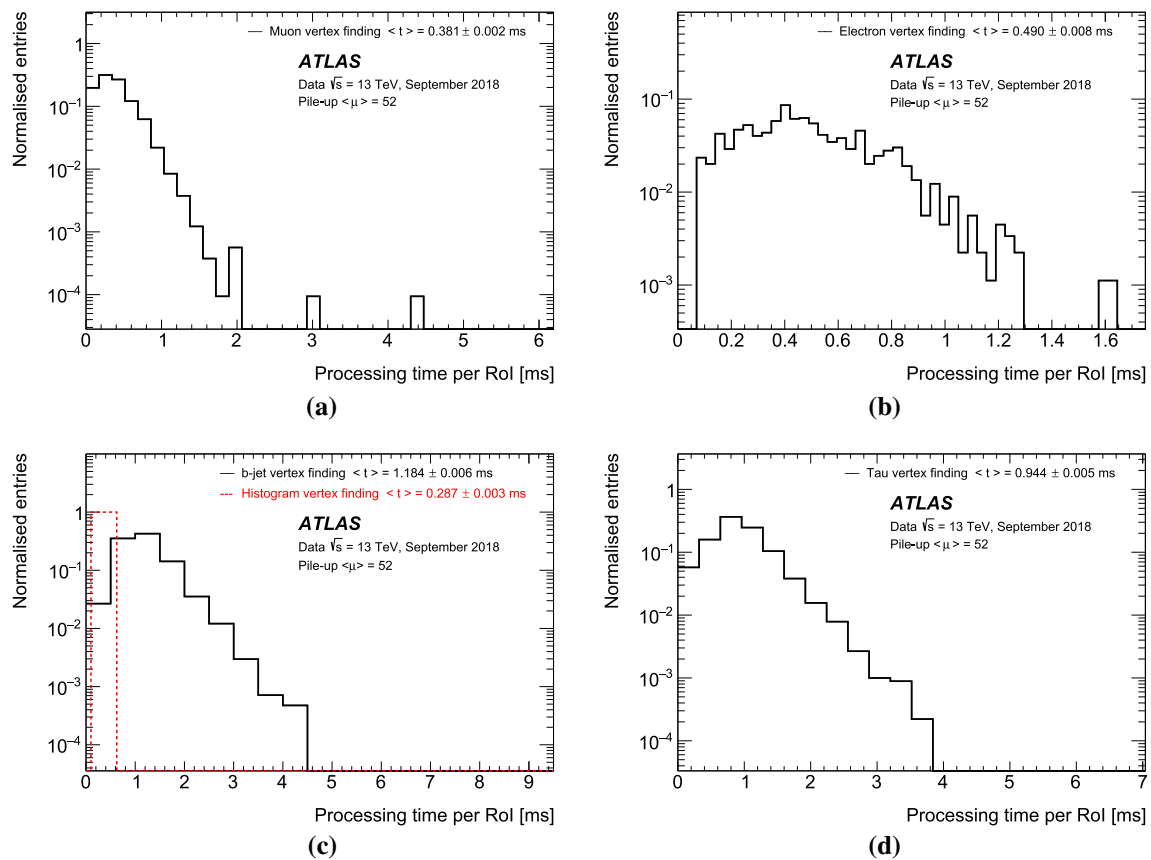 Normalised entries
1
10−1
10−2
10−3
10−4
Muon vertex finding < t > = 0.381 ± 0.002 ms
ATLAS
Data √s = 13 TeV, September 2018
Pile-up < μ > = 52
0 1 2 3 4 5 6
Processing time per RoI [ms]
(a)
Normalised entries
1
10−1
10−2
10−3
Electron vertex finding < t > = 0.490 ± 0.008 ms
ATLAS
Data √s = 13 TeV, September 2018
Pile-up < μ > = 52
0 0.2 0.4 0.6 0.8 1 1.2 1.4 1.6
Processing time per RoI [ms]
(b)
Normalised entries
1
10−1
10−2
10−3
10−4
b-jet vertex finding < t > = 1.184 ± 0.006 ms
Histogram vertex finding < t > = 0.287 ± 0.003 ms
ATLAS
Data √s = 13 TeV, September 2018
Pile-up <μ> = 52
0 1 2 3 4 5 6 7 8 9
Processing time per RoI [ms]
(c)
Normalised entries
1
10−1
10−2
10−3
10−4
Tau vertex finding < t > = 0.944 ± 0.005 ms
ATLAS
Data √s = 13 TeV, September 2018
Pile-up < μ > = 52
0 1 2 3 4 5 6 7
Processing time per RoI [ms]
(d)